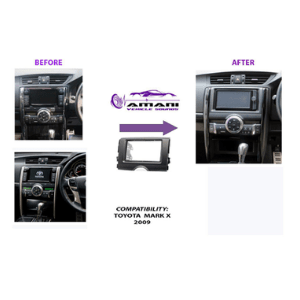 BEFORE
AFTER
AMANI
VEHICLE SOUNDS
COMPATIBILITY:
TOYOTA MARK X
2009